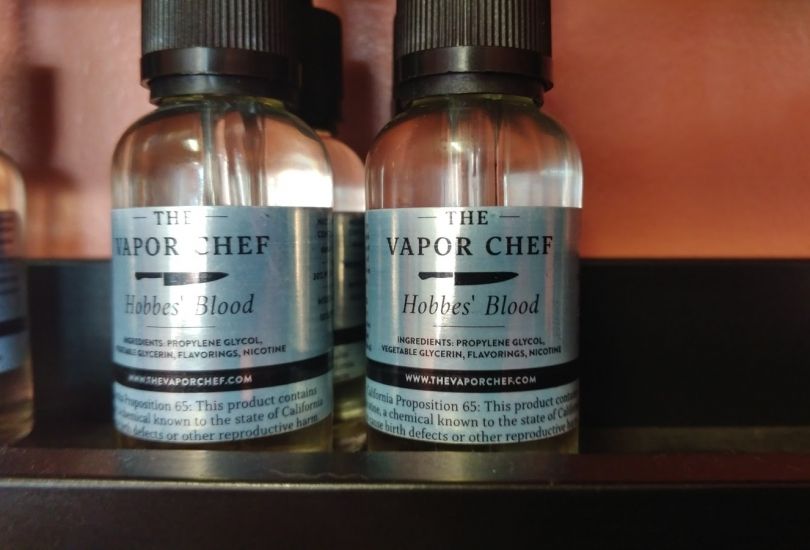 THE
VAPOR CHEF
Hobbes' Blood
INGREDIENTS: PROPYLENE GLYCOL,
VEGETABLE GLYCERIN, FLAVORINGS, NICOTINE
WWW.THEVAPORCHEF.COM
Proposition 65: This product contains
a chemical known to the state of California
birth defects or other reproductive harm
THE
VAPOR CHEF
Hobbes' Blood
INGREDIENTS: PROPYLENE GLYCOL,
VEGETABLE GLYCERIN, FLAVORINGS, NICOTINE
WWW.THEVAPORCHEF.COM
California Proposition 65: This product
a chemical known to the state of
cause birth defects or other reproductive